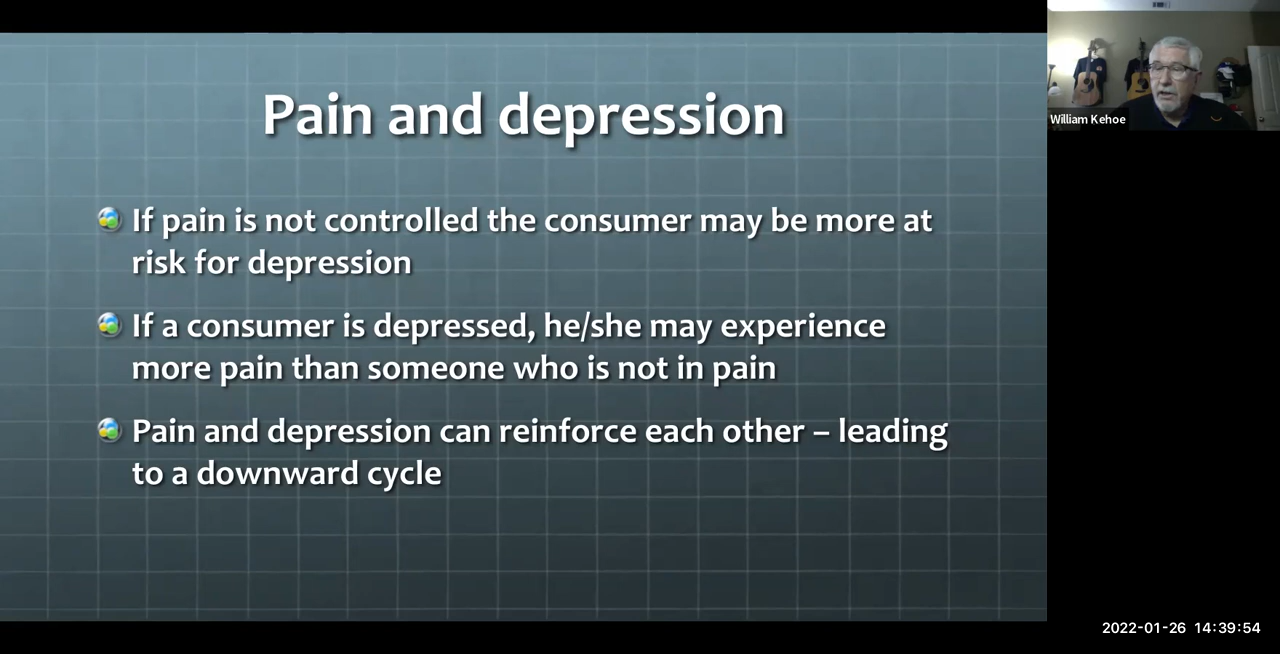 Pain and depression
If pain is not controlled the consumer may be more at
risk for depression
If a consumer is depressed, he/she may experience
more pain than someone who is not in pain
Pain and depression can reinforce each other – leading
to a downward cycle
William Kehoe
2022-01-26 14:39:54